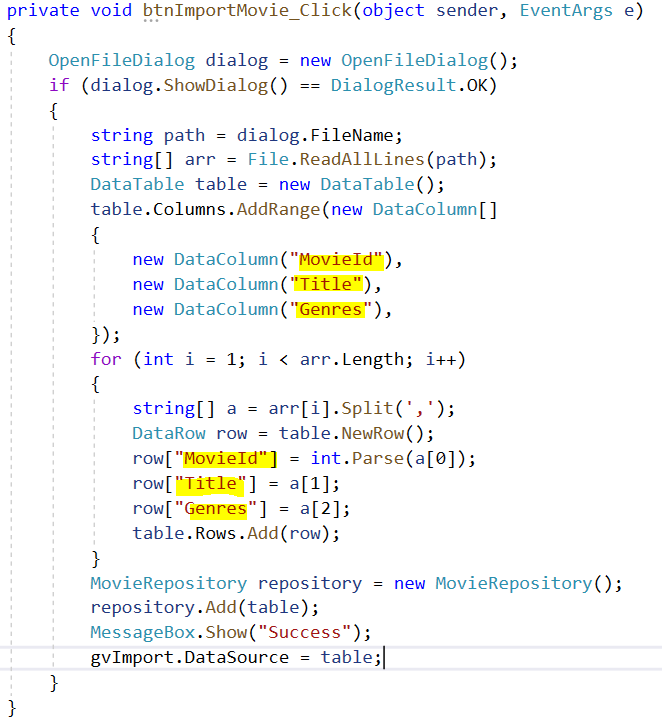 private void btnImportMovie_Click(object sender, EventArgs e)
{
OpenFileDialog dialog = new OpenFileDialog();
if (dialog.ShowDialog() == DialogResult.OK)
{
string path = dialog.FileName;
string[] arr = File.ReadAllLines(path);
DataTable table = new DataTable();
table.Columns.AddRange(new DataColumn[]
{
new DataColumn("MovieId"),
new DataColumn("Title"),
new DataColumn("Genres"),
});
for (int i = 1; i < arr.Length; i++)
{
string[] a = arr[i].Split(',');
DataRow row = table.NewRow();
row["MovieId"] = int.Parse(a[0]);
row["Title"] = a[1];
row["Genres"] = a[2];
table.Rows.Add(row);
}
MovieRepository repository = new MovieRepository();
repository.Add(table);
MessageBox.Show("Success");
gvImport.DataSource = table;
}
}